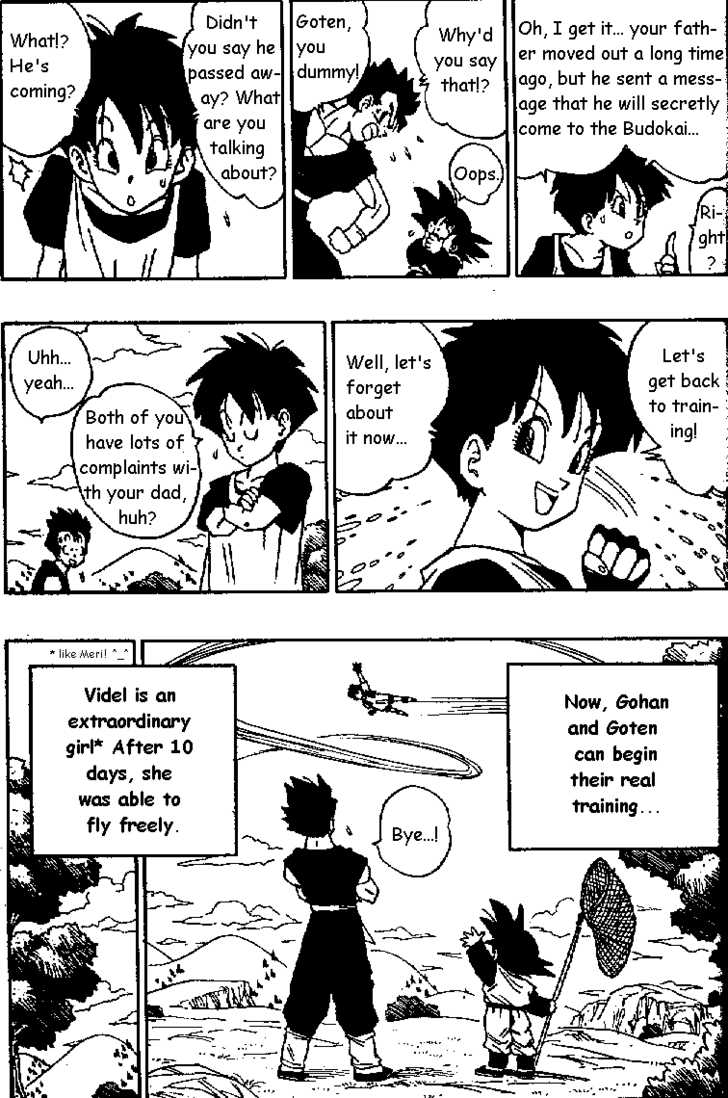 What!?
He's
coming?
Didn't
you say he
passed aw-
ay? What
are you
talking
about?
Goten,
you
dummy!
Why'd
you say
that!?
Oops.
Oh, I get it... your fath-
er moved out a long time
ago, but he sent a mess-
age that he will secretly
come to the Budokai...
Ri-
ght
?
Uhh...
yeah...
Both of you
have lots of
complaints wi-
th your dad,
huh?
Well, let's
forget
about
it now...
Let's
get back
to train-
ing!
* like Meri! ^_^
Videl is an
extraordinary
girl* After 10
days, she
was able to
fly freely.
Bye...!
Now, Gohan
and Goten
can begin
their real
training...